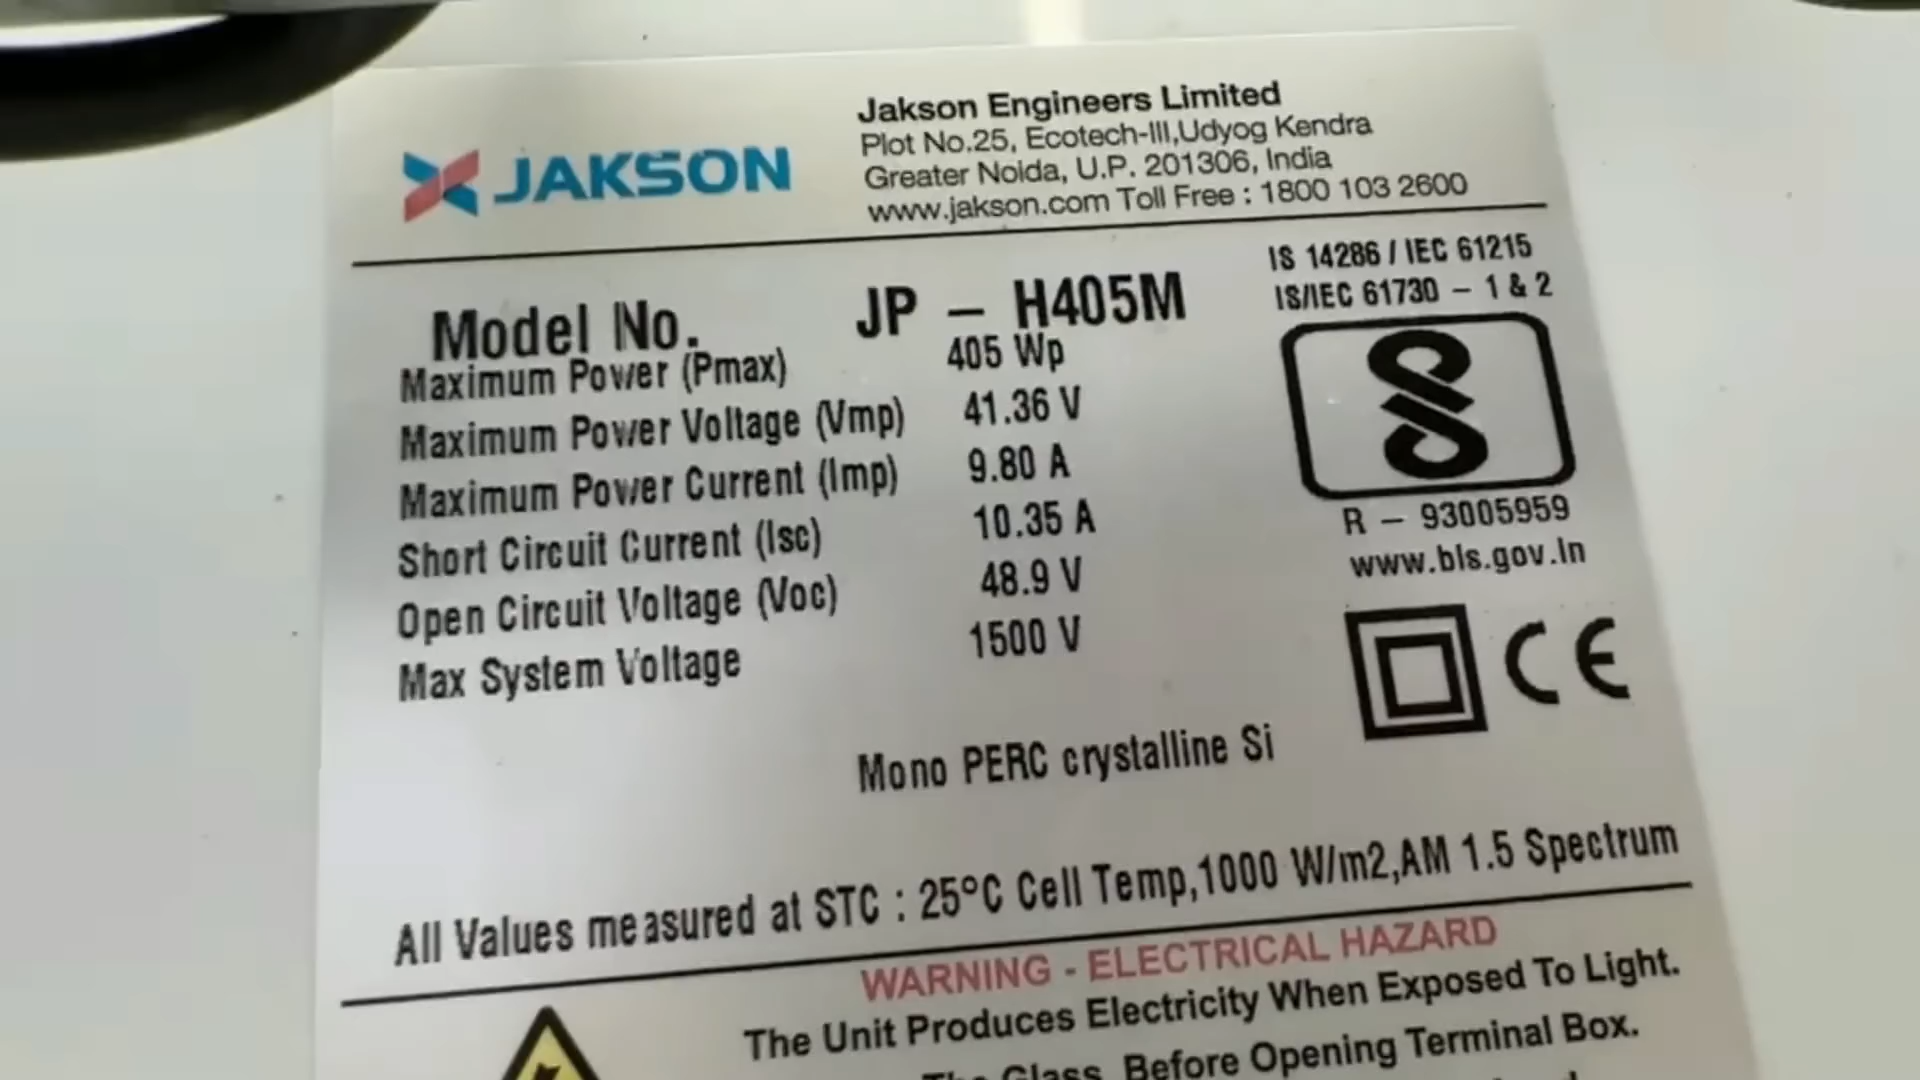 JAKSON
Jakson Engineers Limited
Plot No.25, Ecotech-III,Udyog Kendra
Greater Noida, U.P. 201306, India
www.jakson.com Toll Free : 1800 103 2600
IS 14286 / IEC 61215
IS/IEC 61730 – 1 & 2
Model No. JP – H405M
Maximum Power (Pmax) 405 Wp
Maximum Power Voltage (Vmp) 41.36 V
Maximum Power Current (Imp) 9.80 A
Short Circuit Current (Isc) 10.35 A
Open Circuit Voltage (Voc) 48.9 V
Max System Voltage 1500 V
R – 93005959
www.bis.gov.in
CE
Mono PERC crystalline Si
All Values measured at STC : 25°C Cell Temp,1000 W/m2,AM 1.5 Spectrum
WARNING - ELECTRICAL HAZARD
The Unit Produces Electricity When Exposed To Light.
The Glass Before Opening Terminal Box.